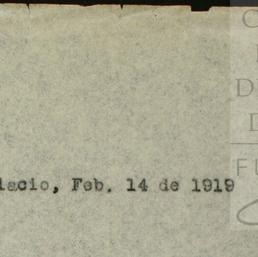 lacio, Feb. 14 de 1919